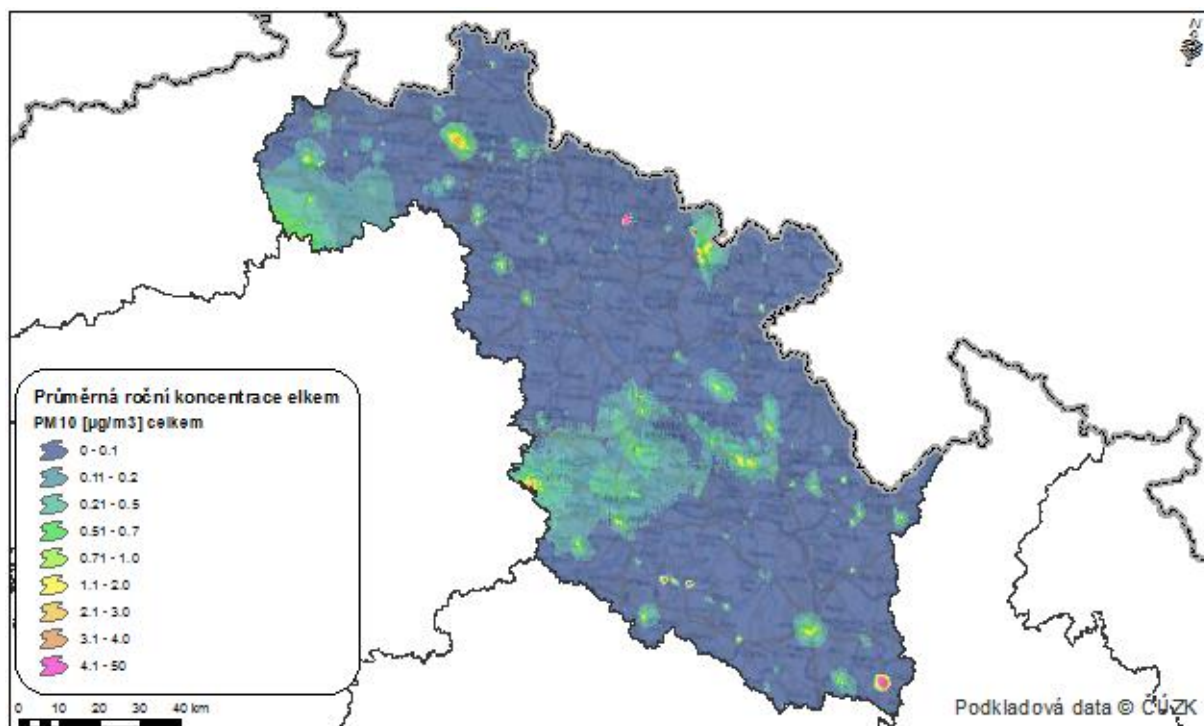 N
Průměrná roční koncentrace elkem
PM10 [µg/m3] celkem
0 - 0.1
0.11 - 0.2
0.21 - 0.5
0.51 - 0.7
0.71 - 1.0
1.1 - 2.0
2.1 - 3.0
3.1 - 4.0
4.1 - 50
0 10 20 30 40 km
Podkladová data © ČÚZK